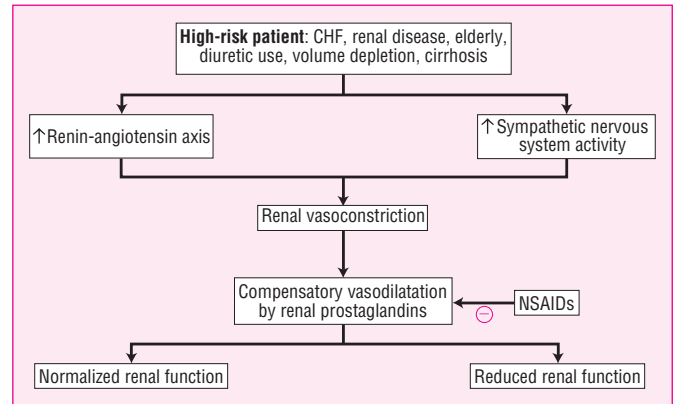 High-risk patient: CHF, renal disease, elderly,
diuretic use, volume depletion, cirrhosis
↑Renin-angiotensin axis
↑Sympathetic nervous
system activity
Renal vasoconstriction
Compensatory vasodilatation
by renal prostaglandins
NSAIDs
−
Normalized renal function
Reduced renal function